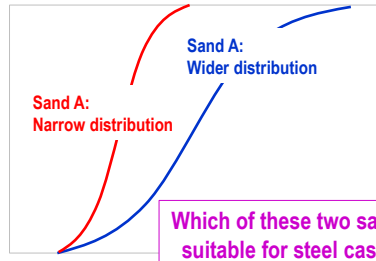 Sand A:
Wider distribution
Sand A:
Narrow distribution
Which of these two sa
suitable for steel cas